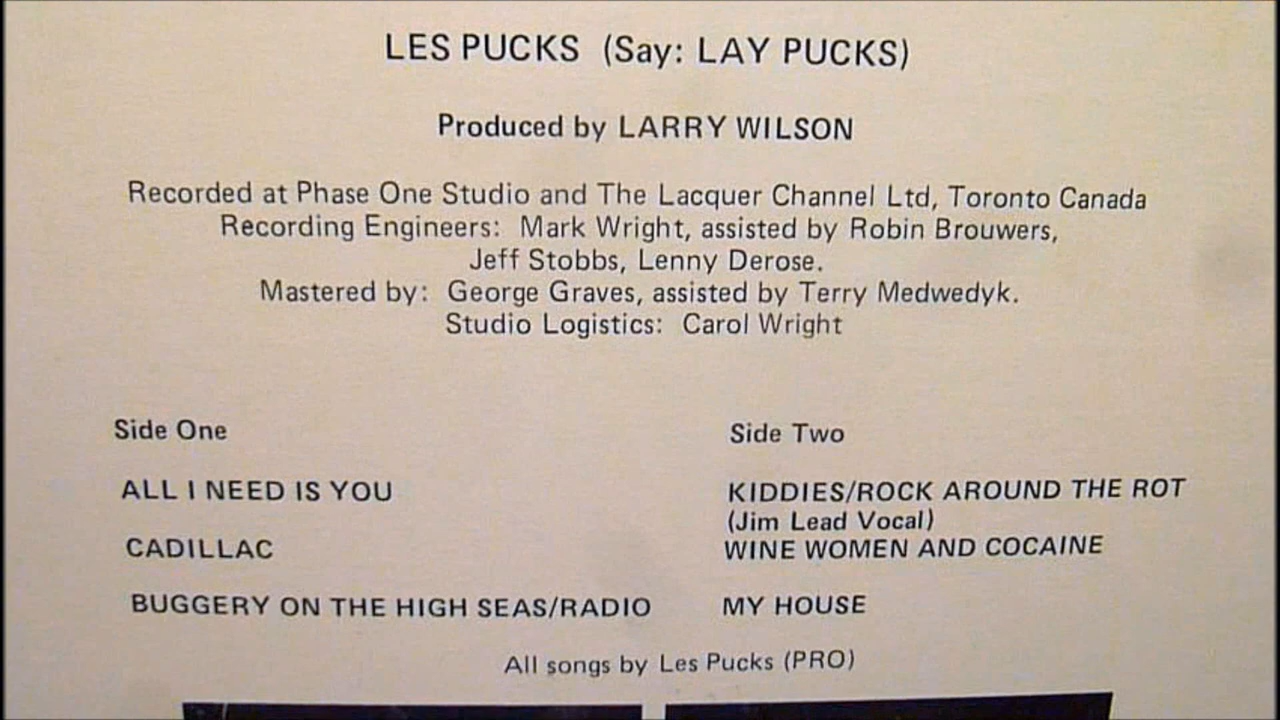 LES PUCKS (Say: LAY PUCKS)
Produced by LARRY WILSON
Recorded at Phase One Studio and The Lacquer Channel Ltd, Toronto Canada
Recording Engineers: Mark Wright, assisted by Robin Brouwers,
Jeff Stobbs, Lenny Derose.
Mastered by: George Graves, assisted by Terry Medwedyk.
Studio Logistics: Carol Wright
Side One
ALL I NEED IS YOU
CADILLAC
BUGGERY ON THE HIGH SEAS/RADIO
Side Two
KIDDIES/ROCK AROUND THE ROT
(Jim Lead Vocal)
WINE WOMEN AND COCAINE
MY HOUSE
All songs by Les Pucks (PRO)